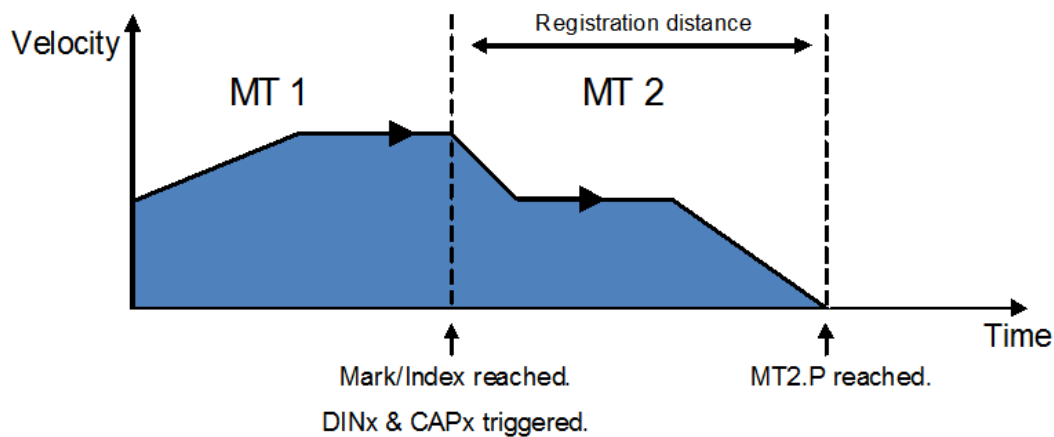 Registration distance
Velocity
MT 1
MT 2
Time
Mark/Index reached.
MT2.P reached.
DINx & CAPx triggered.